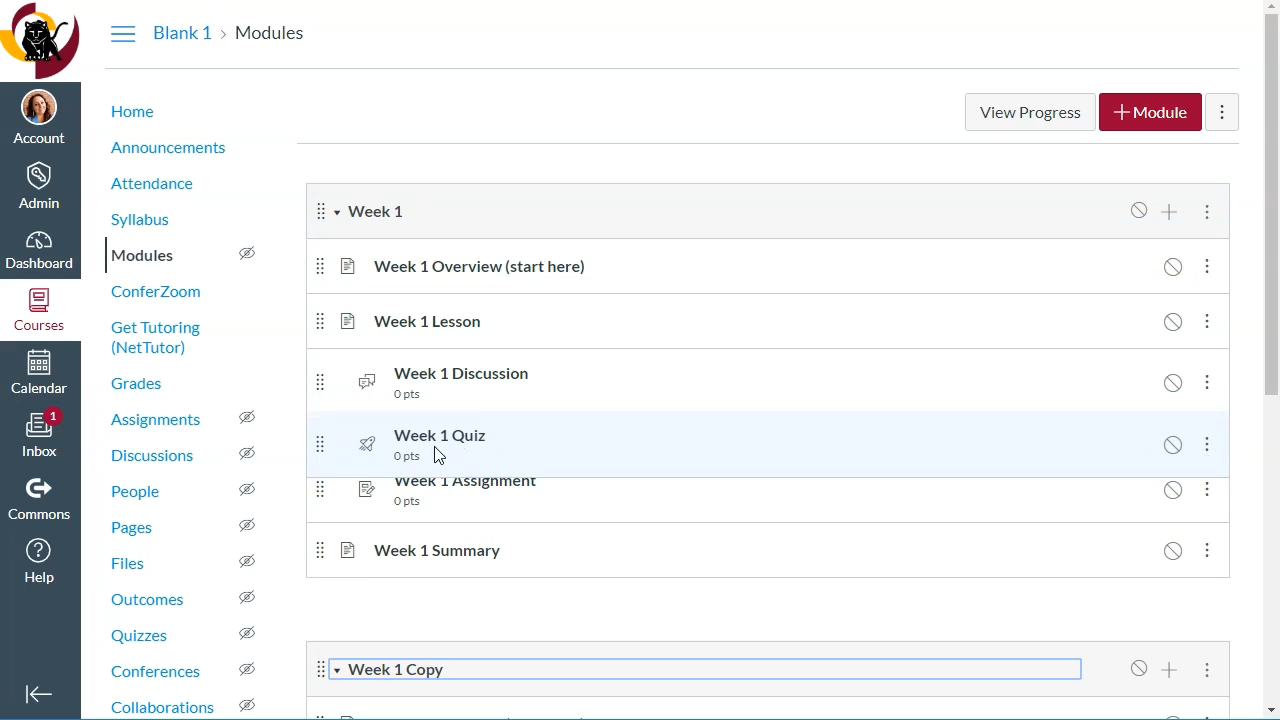 Blank 1 › Modules
Account
Admin
Dashboard
Courses
Calendar
1
Inbox
Commons
Help
Home
Announcements
Attendance
Syllabus
Modules
ConferZoom
Get Tutoring
(NetTutor)
Grades
Assignments
Discussions
People
Pages
Files
Outcomes
Quizzes
Conferences
Collaborations
View Progress
+ Module
Week 1
Week 1 Overview (start here)
Week 1 Lesson
Week 1 Discussion
0 pts
Week 1 Quiz
0 pts
Week 1 Assignment
0 pts
Week 1 Summary
Week 1 Copy